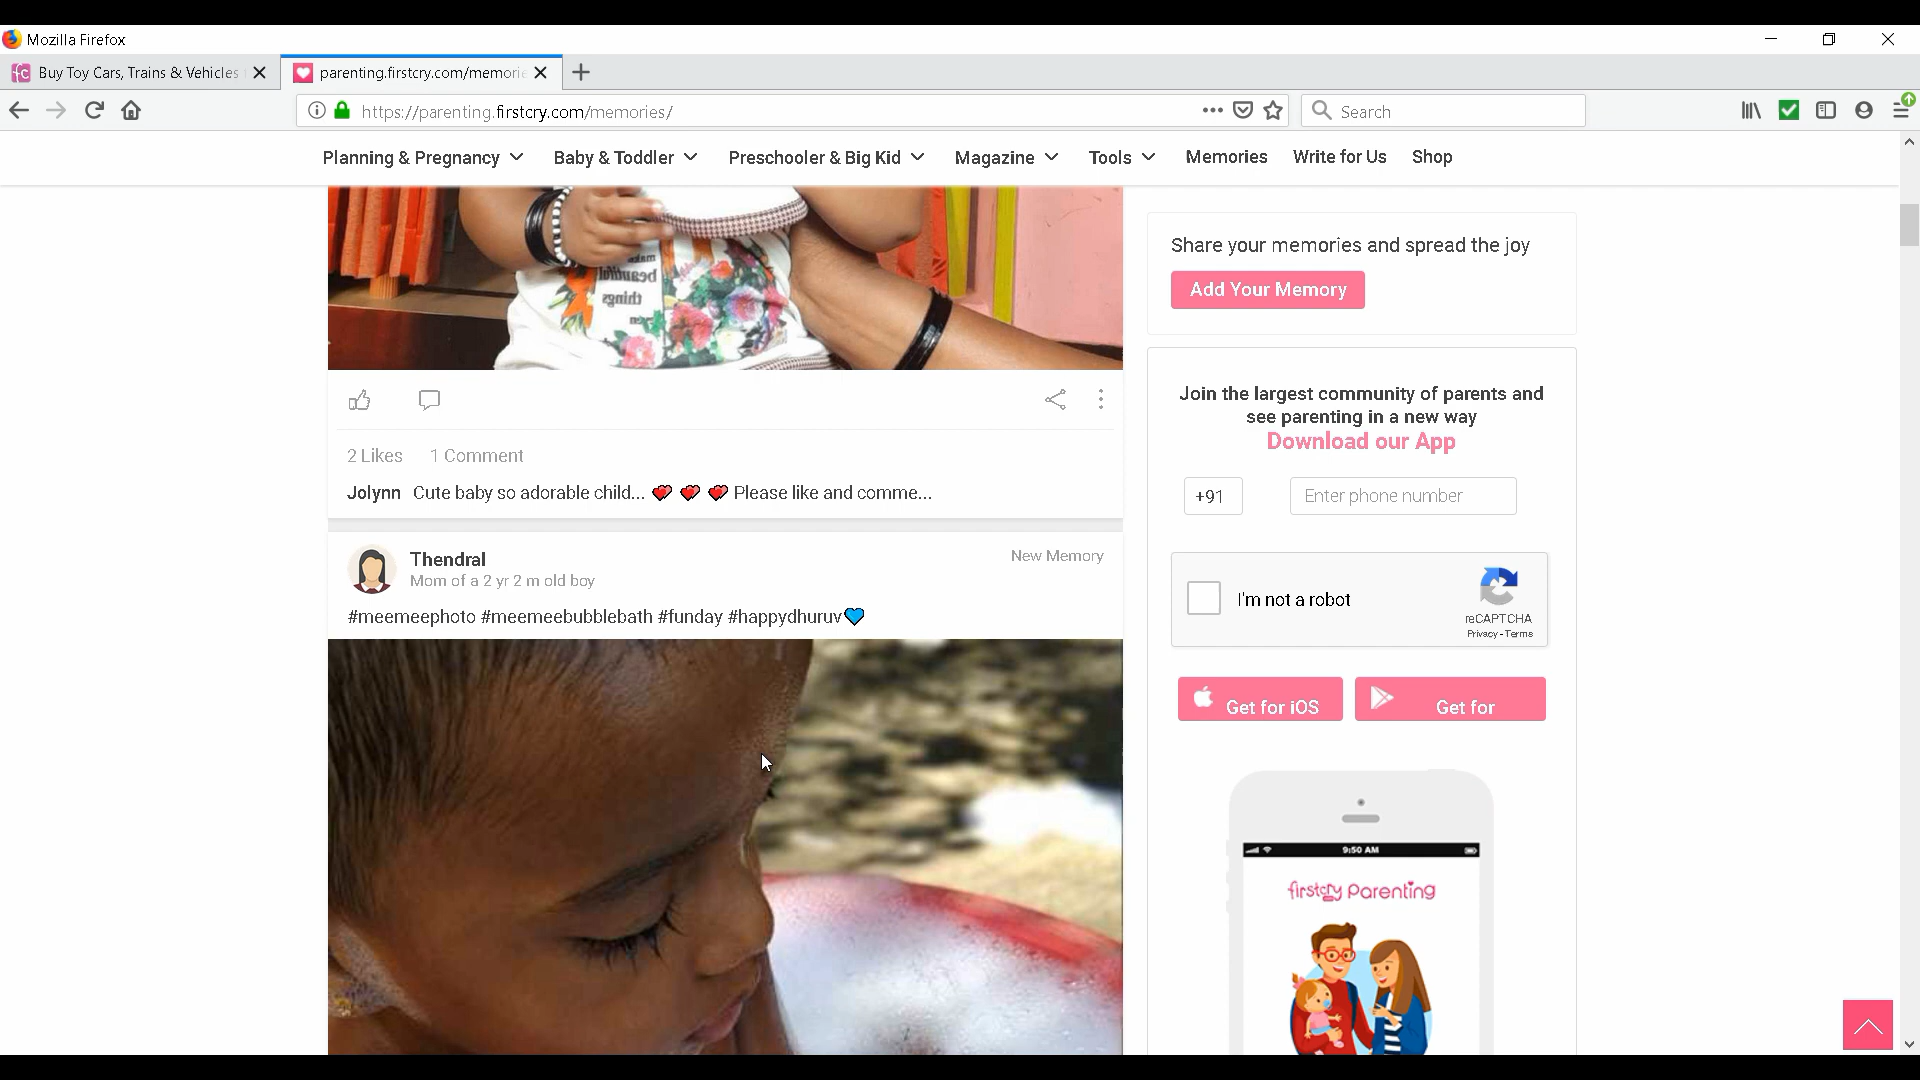 Mozilla Firefox
Buy Toy Cars, Trains & Vehicles
parenting.firstcry.com/memorie
https://parenting.firstcry.com/memories/
Search
Planning & Pregnancy
Baby & Toddler
Preschooler & Big Kid
Magazine
Tools
Memories
Write for Us
Shop
make
beautiful
things
2 Likes
1 Comment
Jolynn Cute baby so adorable child... Please like and comme...
Thendral
New Memory
Mom of a 2 yr 2 m old boy
#meemeephoto #meemeebubblebath #funday #happydhuruv💙
Share your memories and spread the joy
Add Your Memory
Join the largest community of parents and
see parenting in a new way
Download our App
+91
Enter phone number
I'm not a robot
reCAPTCHA
Privacy - Terms
Get for iOS
Get for
9:50 AM
firstcry parenting